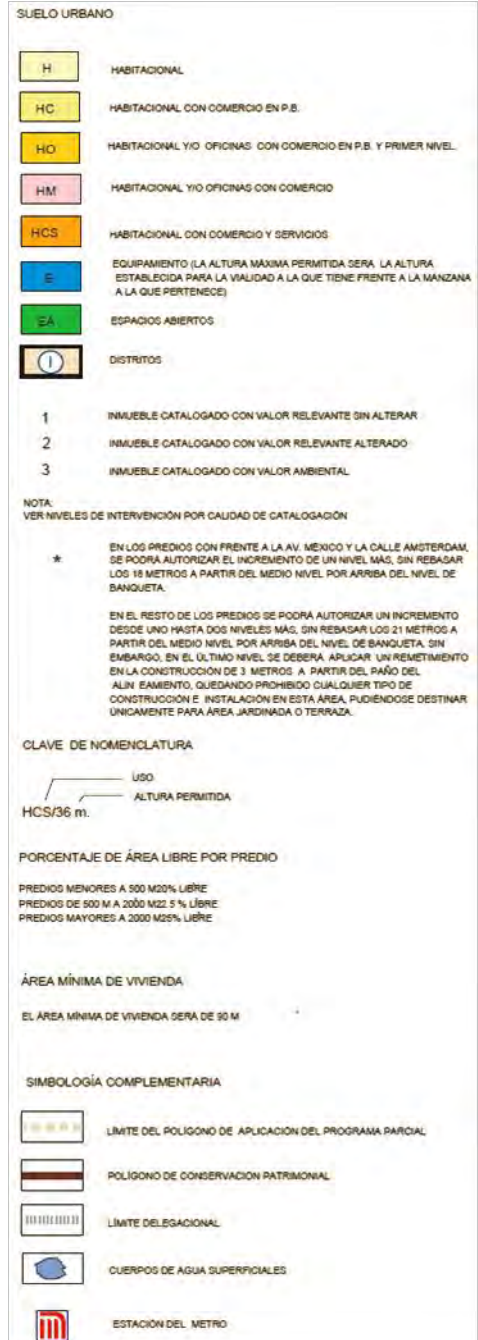 SUELO URBANO
H HABITACIONAL
HC HABITACIONAL CON COMERCIO EN P.B.
HO HABITACIONAL Y/O OFICINAS CON COMERCIO EN P.B. Y PRIMER NIVEL.
HM HABITACIONAL Y/O OFICINAS CON COMERCIO
HCS HABITACIONAL CON COMERCIO Y SERVICIOS
E EQUIPAMIENTO (LA ALTURA MÁXIMA PERMITIDA SERA LA ALTURA
ESTABLECIDA PARA LA VIALIDAD A LA QUE TIENE FRENTE A LA MANZANA
A LA QUE PERTENECE)
EA ESPACIOS ABIERTOS
I DISTRITOS
1 INMUEBLE CATALOGADO CON VALOR RELEVANTE SIN ALTERAR
2 INMUEBLE CATALOGADO CON VALOR RELEVANTE ALTERADO
3 INMUEBLE CATALOGADO CON VALOR AMBIENTAL
NOTA:
VER NIVELES DE INTERVENCIÓN POR CALIDAD DE CATALOGACIÓN
* EN LOS PREDIOS CON FRENTE A LA AV. MEXICO Y LA CALLE AMSTERDAM,
SE PODRÁ AUTORIZAR EL INCREMENTO DE UN NIVEL MÁS, SIN REBASAR
LOS 18 METROS A PARTIR DEL MEDIO NIVEL POR ARRIBA DEL NIVEL DE
BANQUETA.
EN EL RESTO DE LOS PREDIOS SE PODRÁ AUTORIZAR UN INCREMENTO
DESDE UNO HASTA DOS NIVELES MÁS, SIN REBASAR LOS 21 METROS A
PARTIR DEL MEDIO NIVEL POR ARRIBA DEL NIVEL DE BANQUETA. SIN
EMBARGO, EN EL ÚLTIMO NIVEL SE DEBERÁ APLICAR UN REMETIMIENTO
EN LA CONSTRUCCIÓN DE 3 METROS A PARTIR DEL PAÑO DEL
ALIN EAMIENTO, QUEDANDO PROHIBIDO CUALQUIER TIPO DE
CONSTRUCCIÓN E INSTALACIÓN EN ESTA ÁREA, PUDIÉNDOSE DESTINAR
ÚNICAMENTE PARA ÁREA JARDINADA O TERRAZA.
CLAVE DE NOMENCLATURA
USO
ALTURA PERMITIDA
HCS/36 m.
PORCENTAJE DE ÁREA LIBRE POR PREDIO
PREDIOS MENORES A 500 M20% LIBRE
PREDIOS DE 500 M A 2000 M22.5 % LIBRE
PREDIOS MAYORES A 2000 M25% LIBRE
ÁREA MÍNIMA DE VIVIENDA
EL ÁREA MÍNIMA DE VIVIENDA SERA DE 90 M
SIMBOLOGÍA COMPLEMENTARIA
LÍMITE DEL POLÍGONO DE APLICACIÓN DEL PROGRAMA PARCIAL
POLÍGONO DE CONSERVACIÓN PATRIMONIAL
LÍMITE DELEGACIONAL
CUERPOS DE AGUA SUPERFICIALES
ESTACIÓN DEL METRO